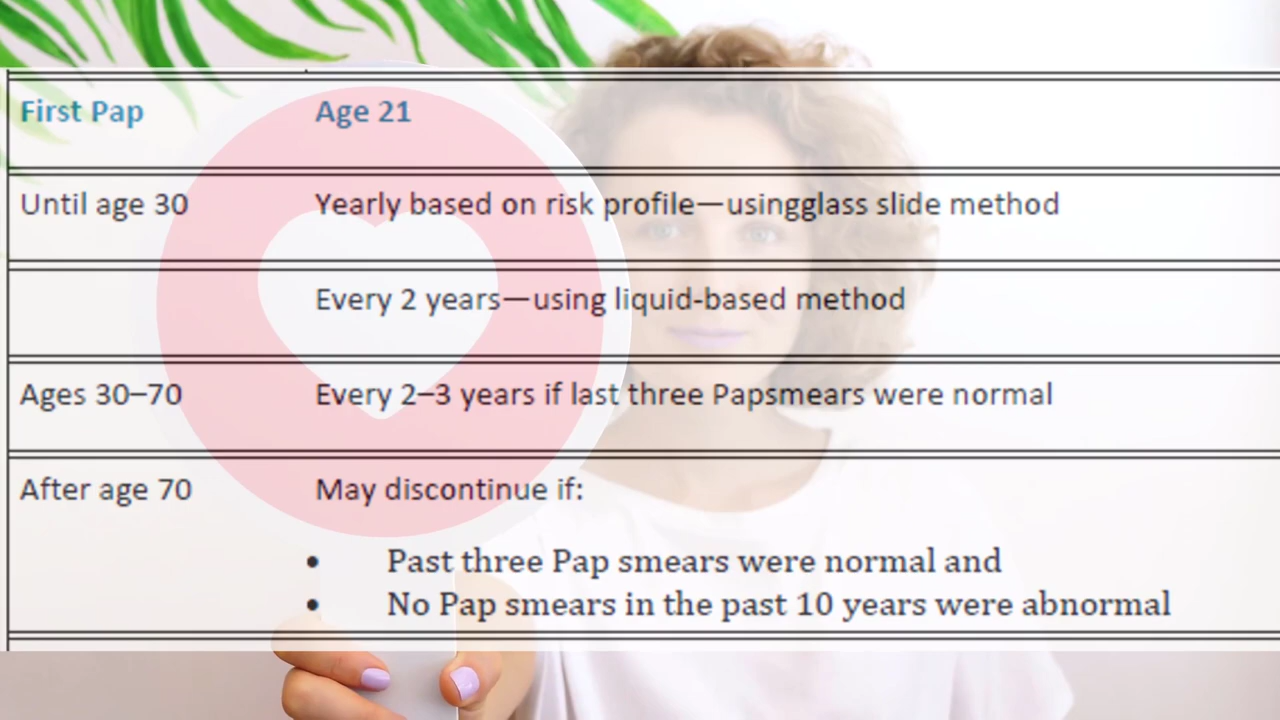 First Pap Age 21
Until age 30 Yearly based on risk profile—usingglass slide method
Every 2 years—using liquid-based method
Ages 30–70 Every 2–3 years if last three Papsmears were normal
After age 70 May discontinue if:
• Past three Pap smears were normal and
• No Pap smears in the past 10 years were abnormal